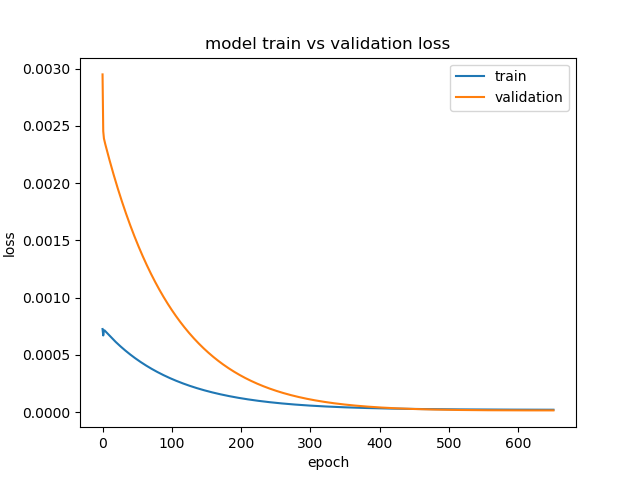 model train vs validation loss
train
validation
0.0030
0.0025
0.0020
0.0015
0.0010
0.0005
0.0000
loss
0 100 200 300 400 500 600
epoch